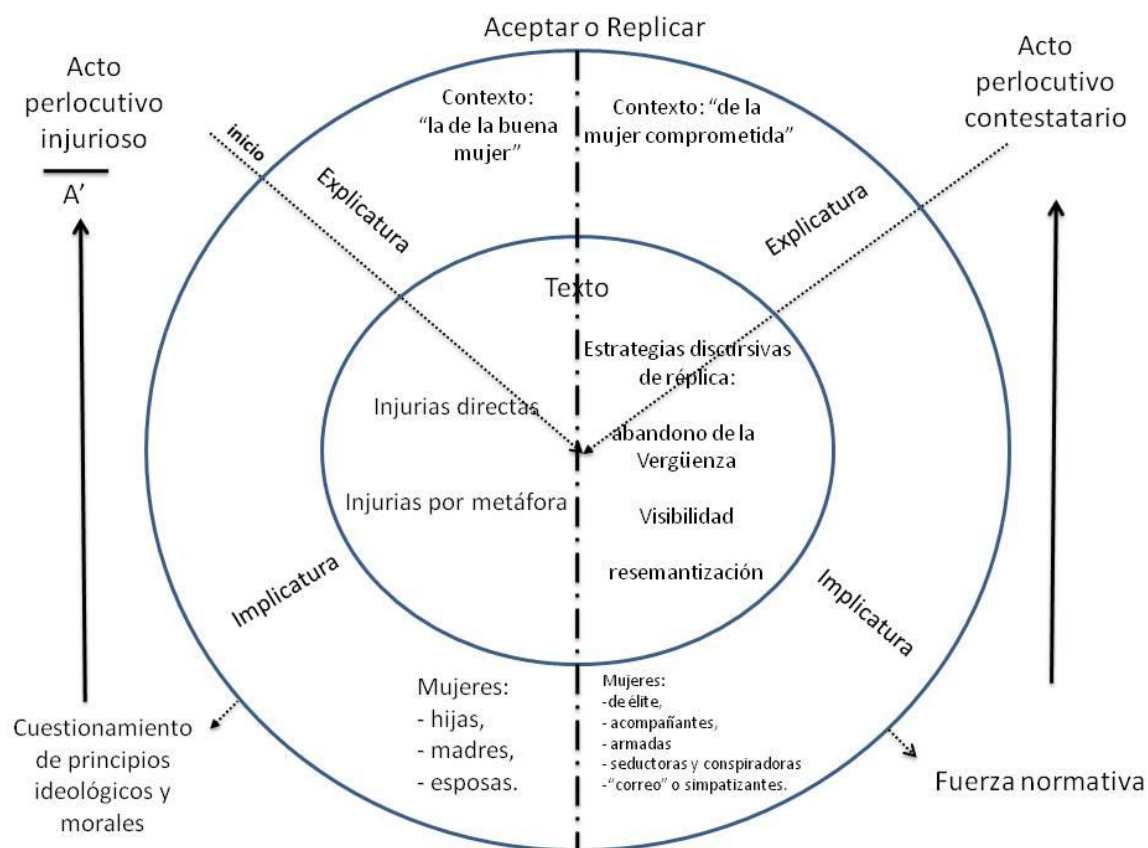 Aceptar o Replicar
Acto
perlocutivo
injurioso
A'
inicio
Contexto:
"la de la buena
mujer"
Contexto: "de la
mujer comprometida"
Acto
perlocutivo
contestatario
Explicatura
Explicatura
Texto
Injurias directas
Injurias por metáfora
Estrategias discursivas
de réplica:
abandono de la
Vergüenza
Visibilidad
resemantización
Implicatura
Implicatura
Mujeres:
- hijas,
- madres,
- esposas.
Mujeres:
-de élite,
- acompañantes,
- armadas
- seductoras y conspiradoras
-"correo" o simpatizantes.
Cuestionamiento
de principios
ideológicos y
morales
Fuerza normativa